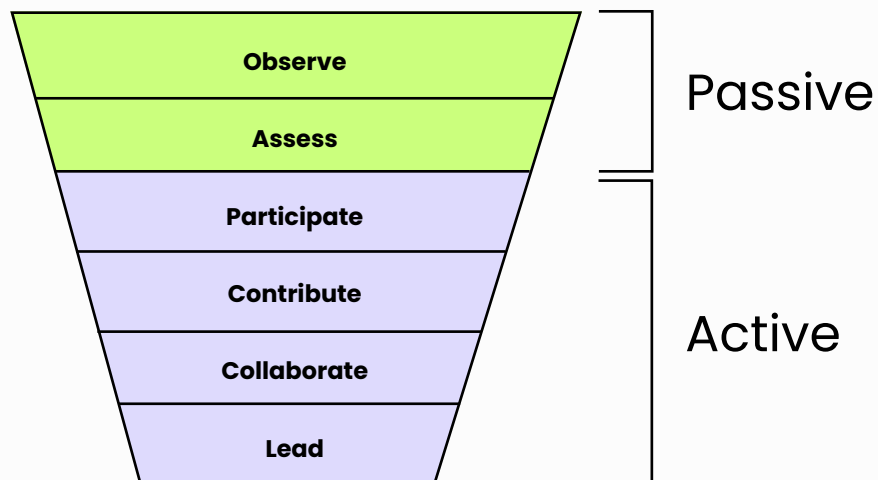 Observe
Assess
Passive
Participate
Contribute
Collaborate
Lead
Active